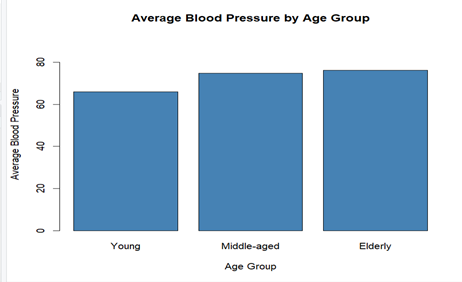 Average Blood Pressure by Age Group
Average Blood Pressure
80
60
40
20
0
Young Middle-aged Elderly
Age Group